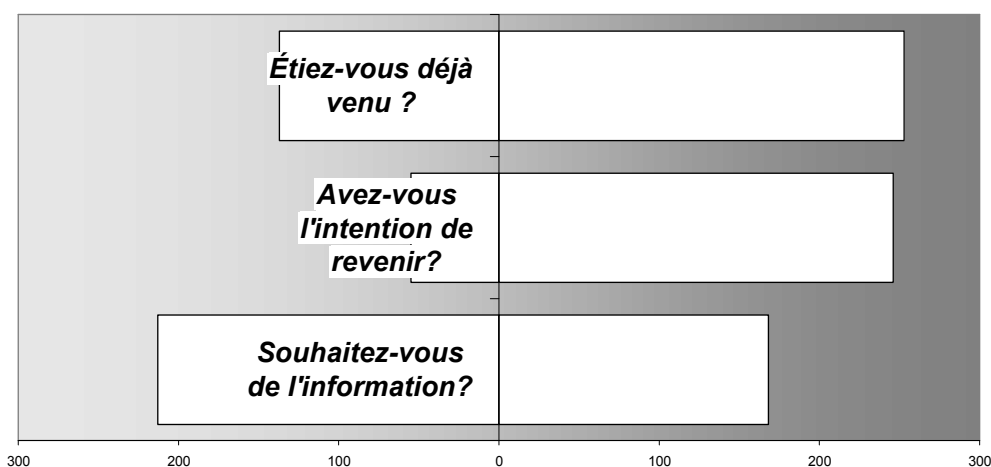 Étiez-vous déjà
venu ?
Avez-vous
l'intention de
revenir?
Souhaitez-vous
de l'information?
300 200 100 0 100 200 300